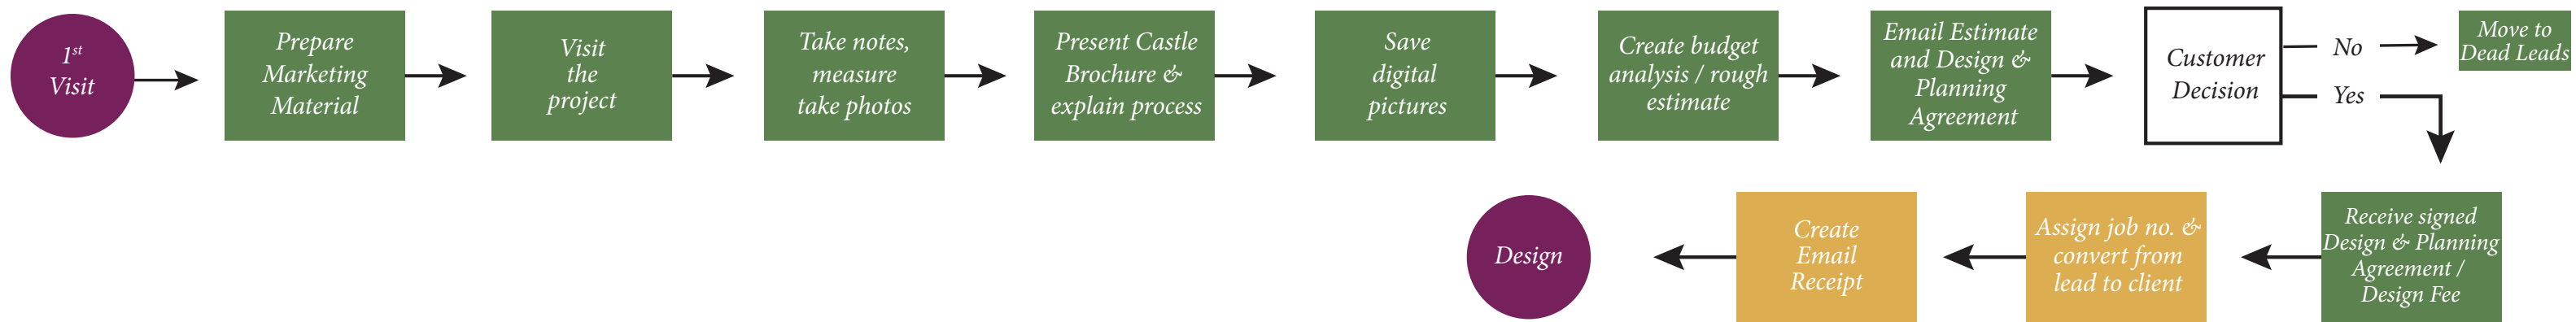 1st
Visit
Prepare
Marketing
Material
Visit
the
project
Take notes,
measure
take photos
Present Castle
Brochure &
explain process
Save
digital
pictures
Create budget
analysis / rough
estimate
Email Estimate
and Design &
Planning
Agreement
Customer
Decision
No
Yes
Move to
Dead Leads
Receive signed
Design & Planning
Agreement /
Design Fee
Assign job no. &
convert from
lead to client
Create
Email
Receipt
Design